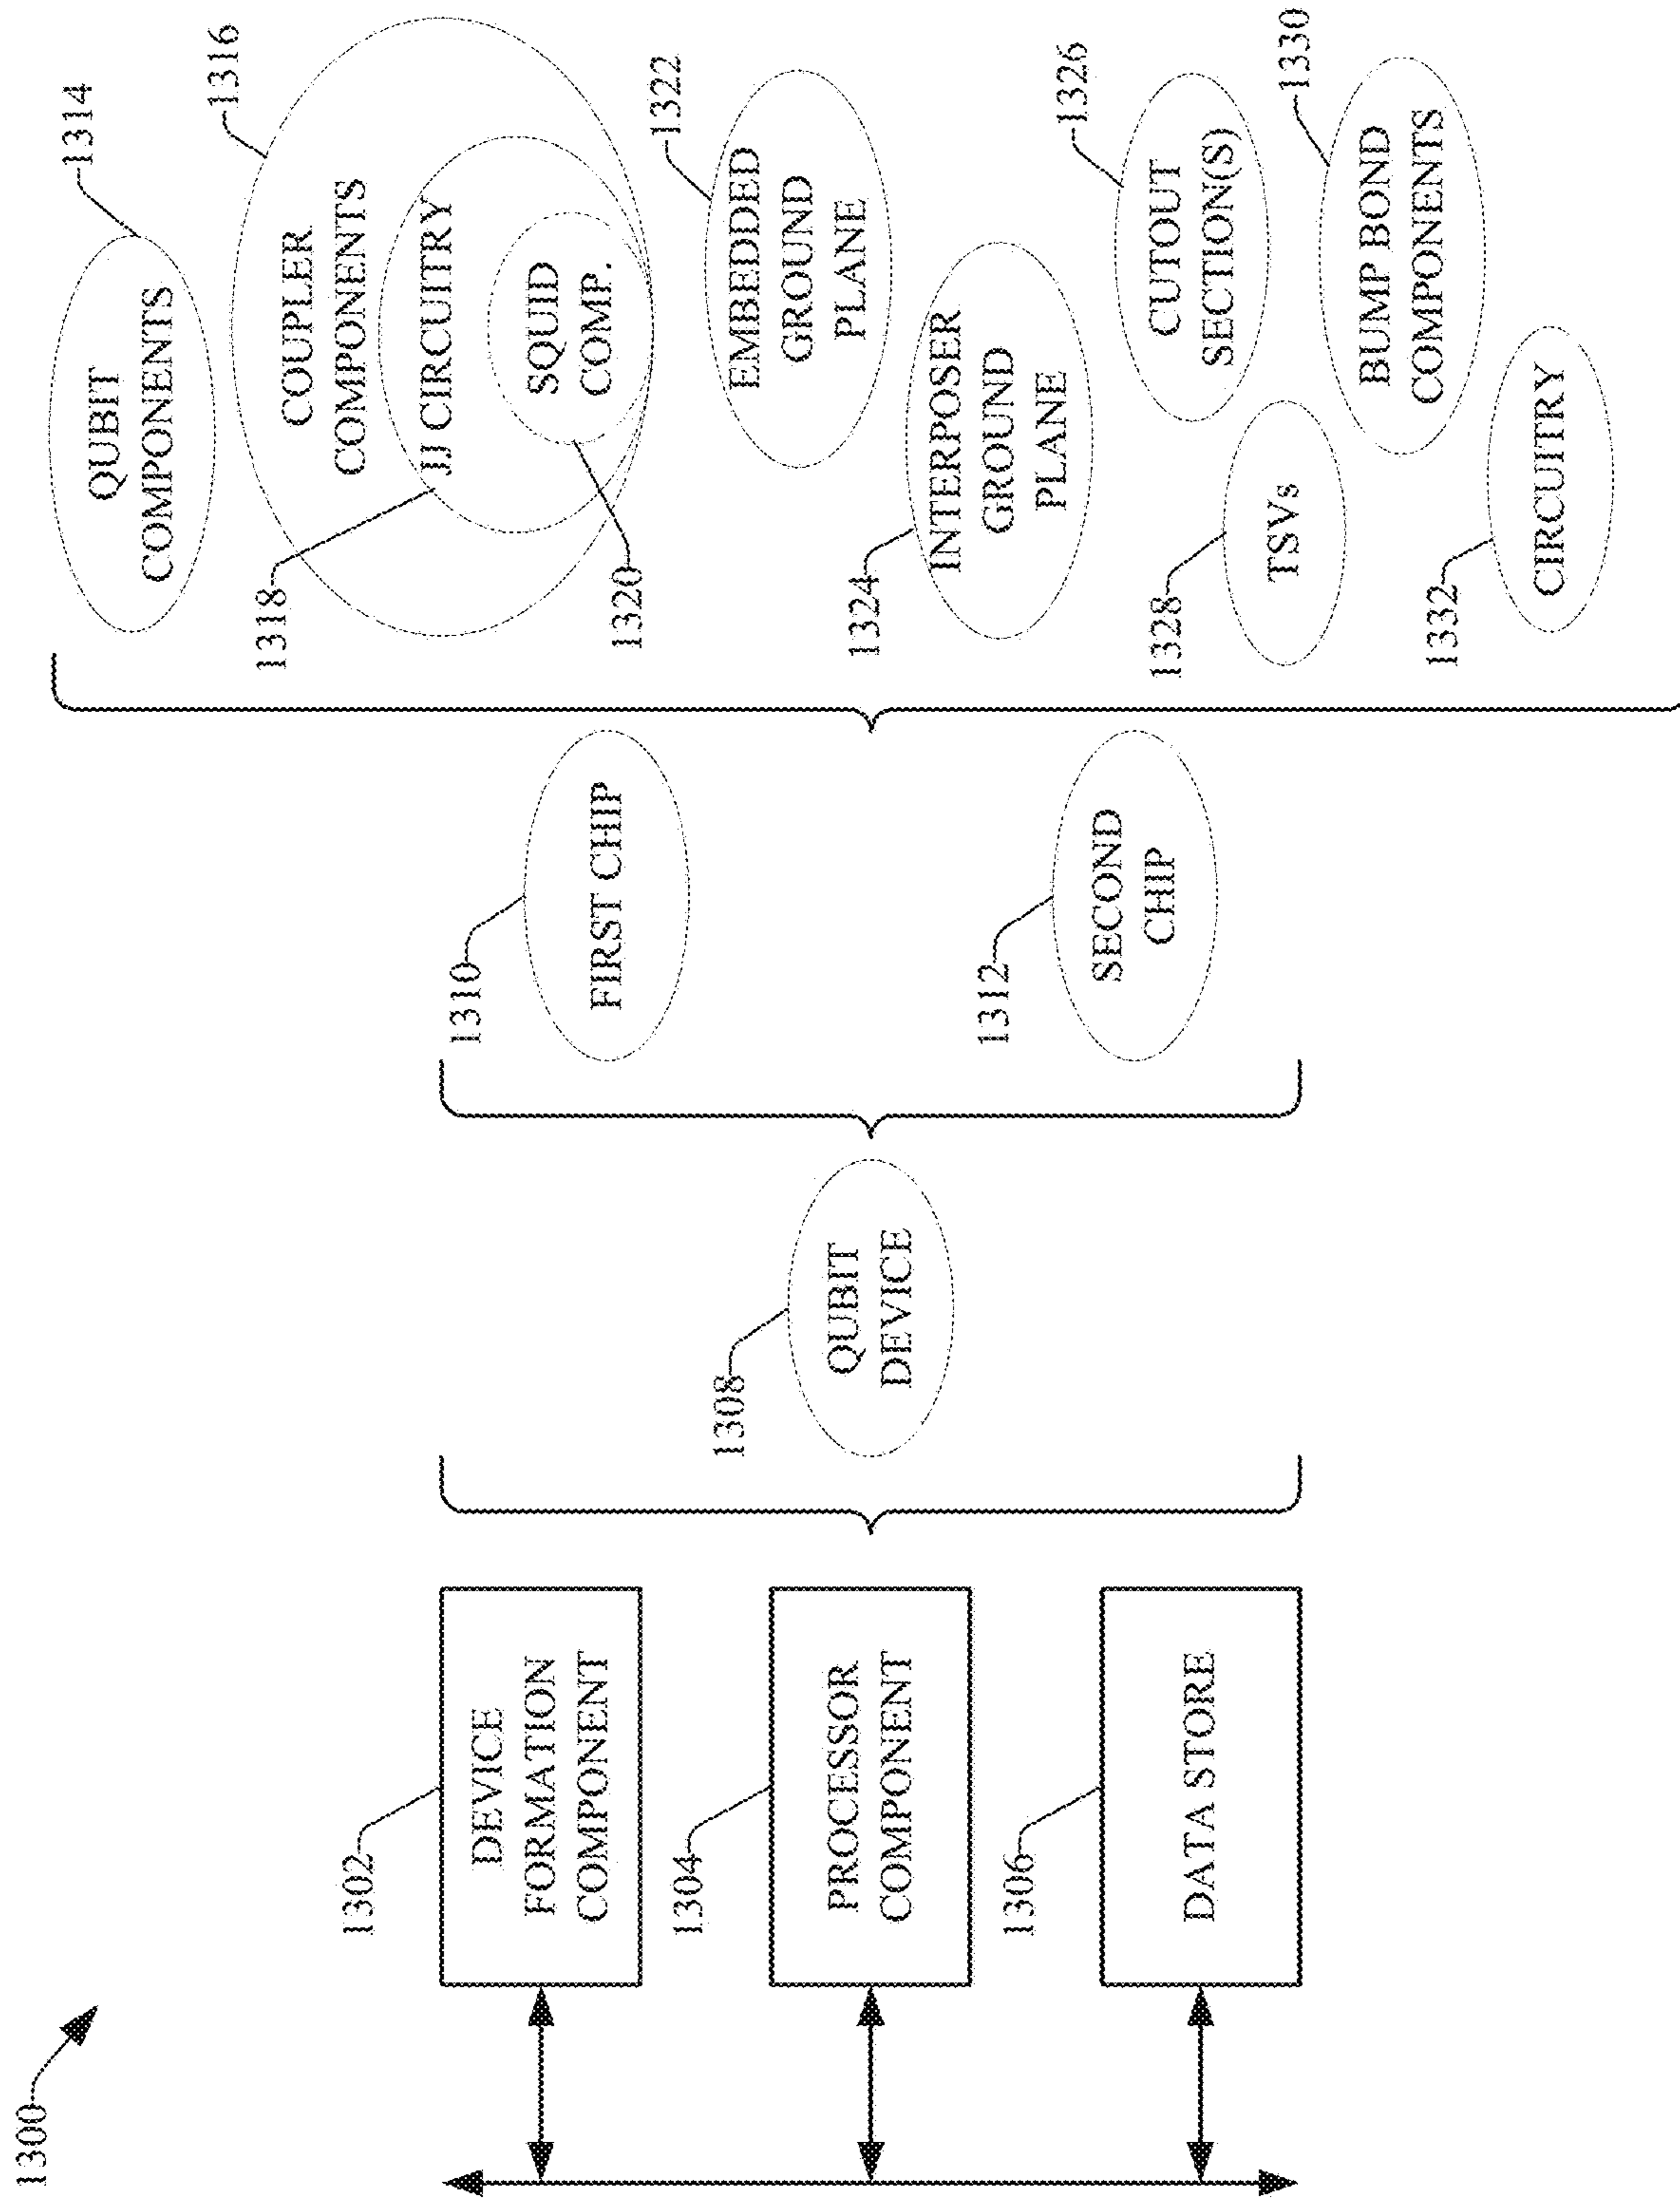 1300
1302
DEVICE
FORMATION
COMPONENT
1304
PROCESSOR
COMPONENT
1306
DATA STORE
1308
QUBIT
DEVICE
1310
FIRST CHIP
1312
SECOND
CHIP
1314
QUBIT
COMPONENTS
1316
COUPLER
COMPONENTS
1318
JJ CIRCUITRY
1320
SQUID
COMP.
1322
EMBEDDED
GROUND
PLANE
1324
INTERPOSER
GROUND
PLANE
1326
CUTOUT
SECTION(S)
1328
TSVs
1330
BUMP BOND
COMPONENTS
1332
CIRCUITRY